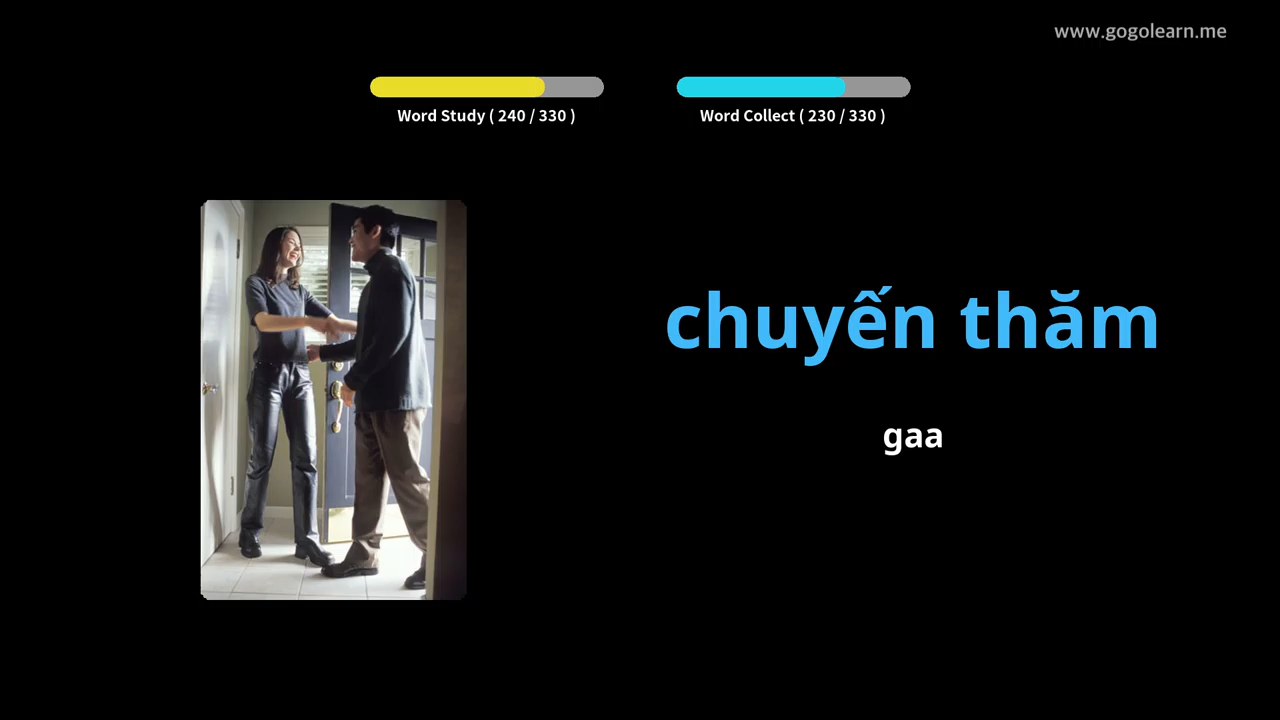 www.gogolearn.me
Word Study ( 240 / 330 )
Word Collect ( 230 / 330 )
chuyến thăm
gaa